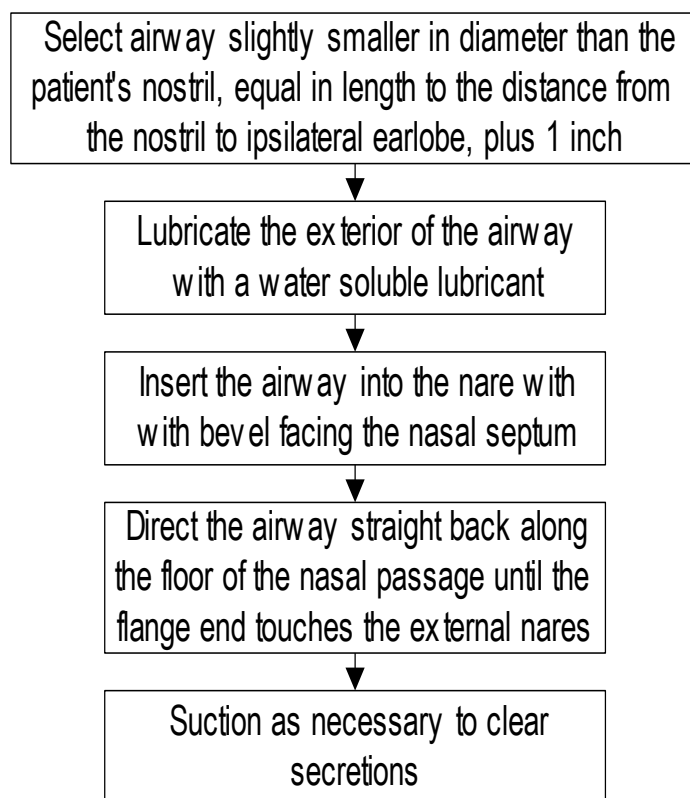 Select airway slightly smaller in diameter than the
patient's nostril, equal in length to the distance from
the nostril to ipsilateral earlobe, plus 1 inch
Lubricate the exterior of the airway
with a water soluble lubricant
Insert the airway into the nare with
with bevel facing the nasal septum
Direct the airway straight back along
the floor of the nasal passage until the
flange end touches the external nares
Suction as necessary to clear
secretions